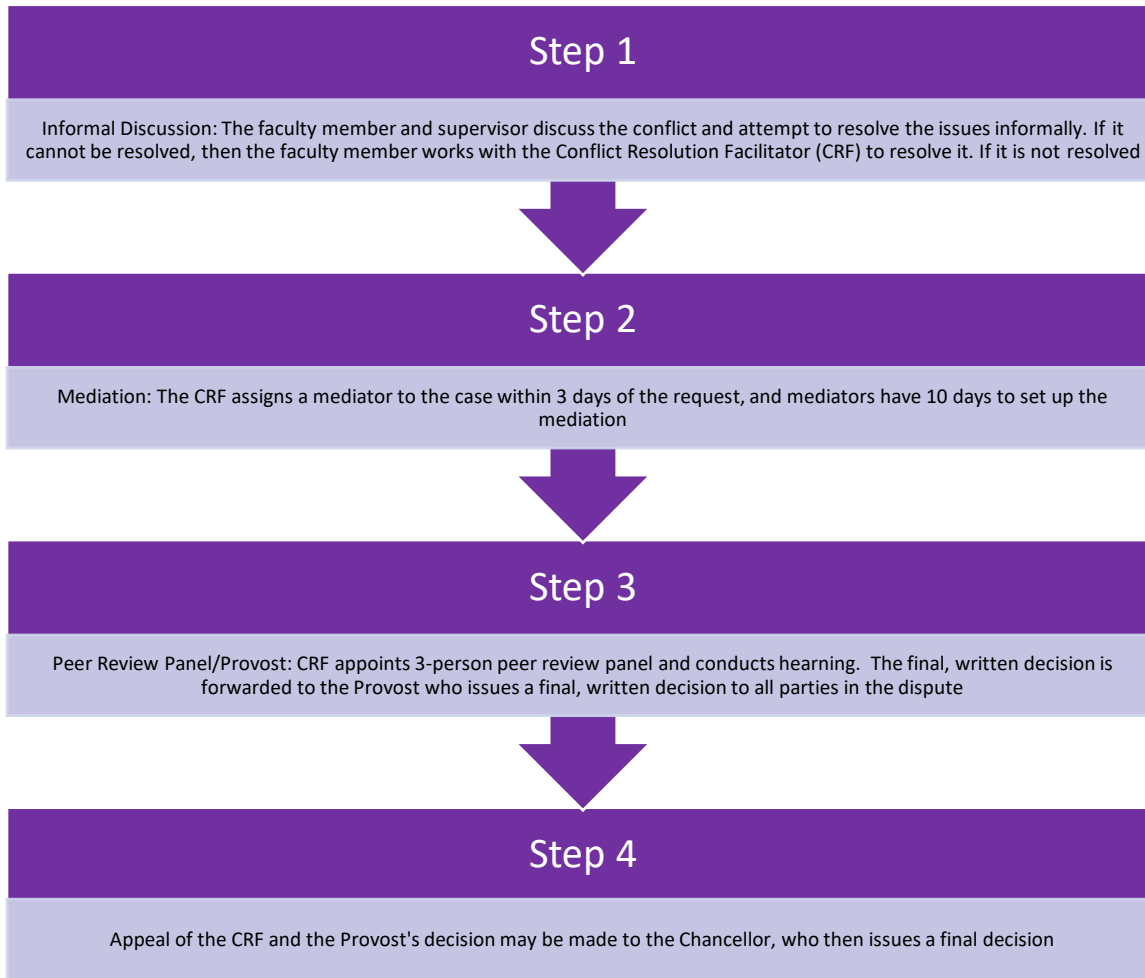 Step 1
Informal Discussion: The faculty member and supervisor discuss the conflict and attempt to resolve the issues informally. If it
cannot be resolved, then the faculty member works with the Conflict Resolution Facilitator (CRF) to resolve it. If it is not resolved
Step 2
Mediation: The CRF assigns a mediator to the case within 3 days of the request, and mediators have 10 days to set up the
mediation
Step 3
Peer Review Panel/Provost: CRF appoints 3-person peer review panel and conducts hearning. The final, written decision is
forwarded to the Provost who issues a final, written decision to all parties in the dispute
Step 4
Appeal of the CRF and the Provost's decision may be made to the Chancellor, who then issues a final decision